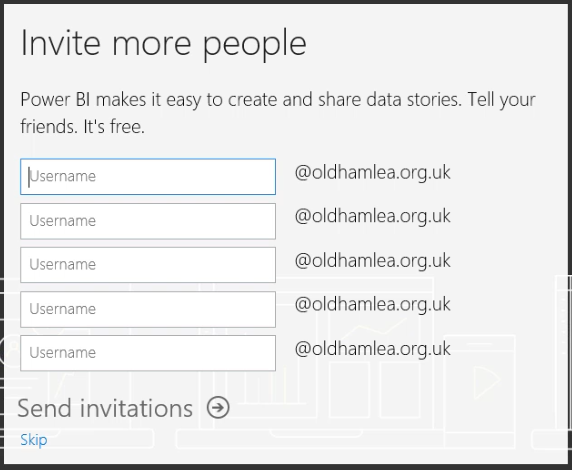 Invite more people
Power BI makes it easy to create and share data stories. Tell your
friends. It's free.
Username @oldhamlea.org.uk
Username @oldhamlea.org.uk
Username @oldhamlea.org.uk
Username @oldhamlea.org.uk
Username @oldhamlea.org.uk
Send invitations
Skip